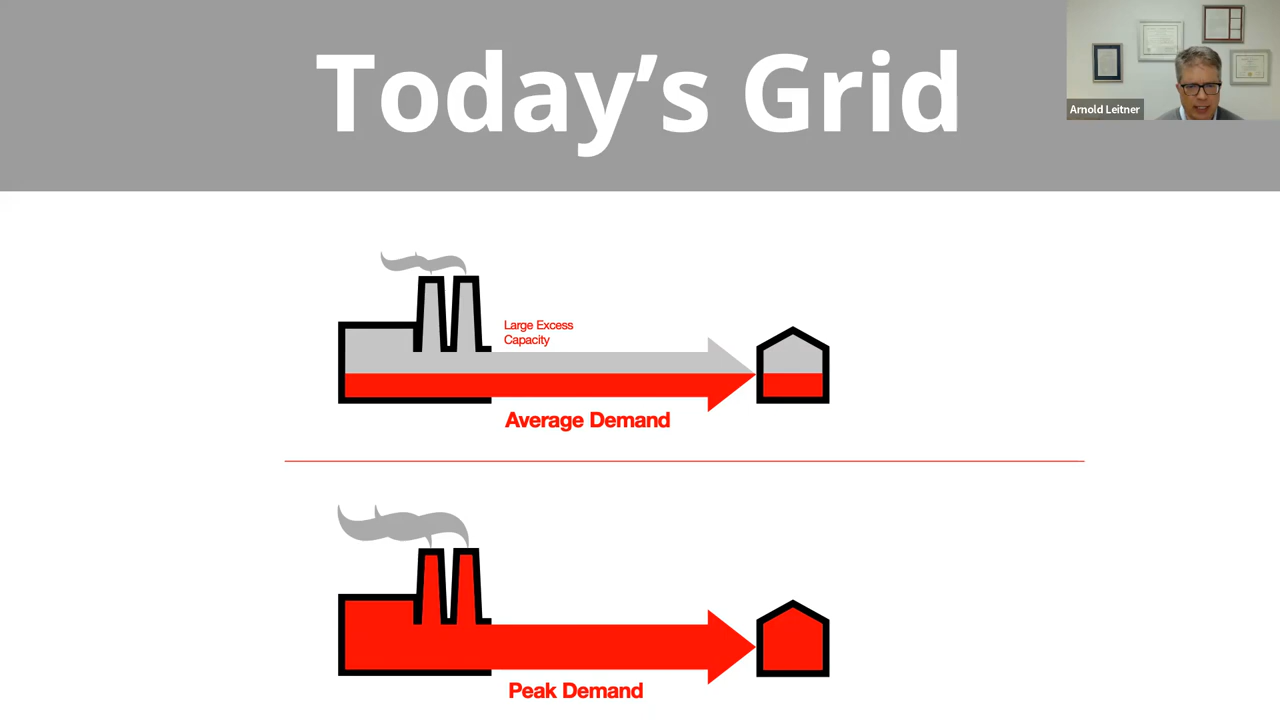 Today’s Grid
Arnold Leitner
Large Excess
Capacity
Average Demand
Peak Demand